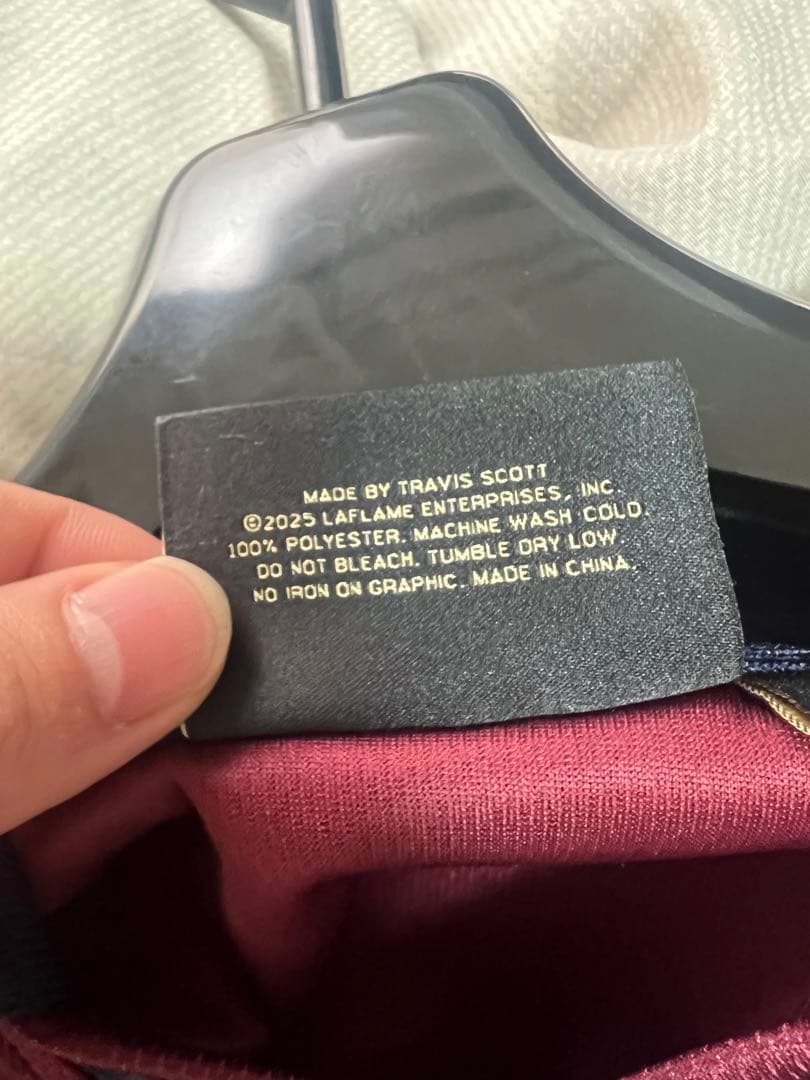 MADE BY TRAVIS SCOTT
©2025 LAFLAME ENTERPRISES, INC.
100% POLYESTER. MACHINE WASH COLD.
DO NOT BLEACH. TUMBLE DRY LOW
NO IRON ON GRAPHIC. MADE IN CHINA.